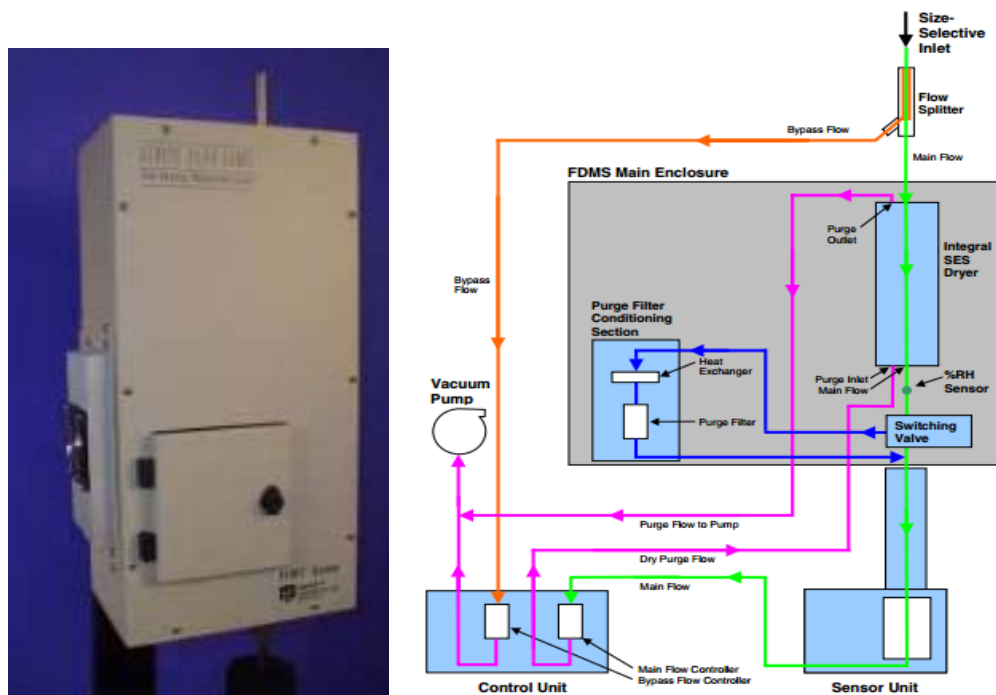 Size-
Selective
Inlet
Flow
Splitter
Bypass Flow
Main Flow
FDMS Main Enclosure
Purge
Outlet
Integral
SES
Dryer
Bypass
Flow
Purge Filter
Conditioning
Section
Heat
Exchanger
Purge Inlet
Main Flow
%RH
Sensor
Vacuum
Pump
Purge Filter
Switching
Valve
Purge Flow to Pump
Dry Purge Flow
Main Flow
Main Flow Controller
Bypass Flow Controller
Control Unit
Sensor Unit